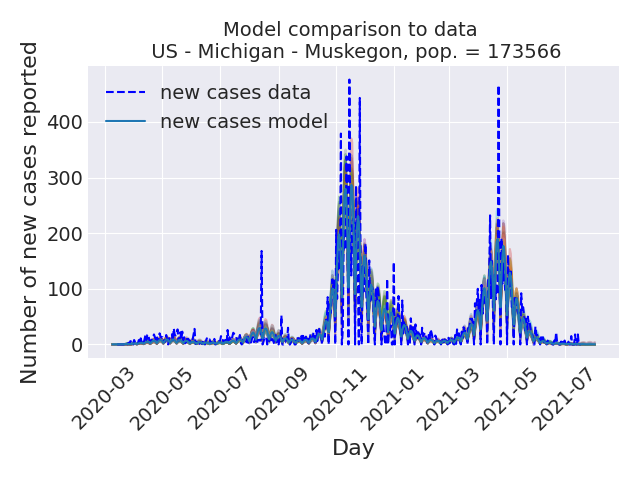 Model comparison to data
US - Michigan - Muskegon, pop. = 173566
Number of new cases reported
new cases data
new cases model
400
300
200
100
0
2020-03
2020-05
2020-07
2020-09
2020-11
2021-01
2021-03
2021-05
2021-07
Day